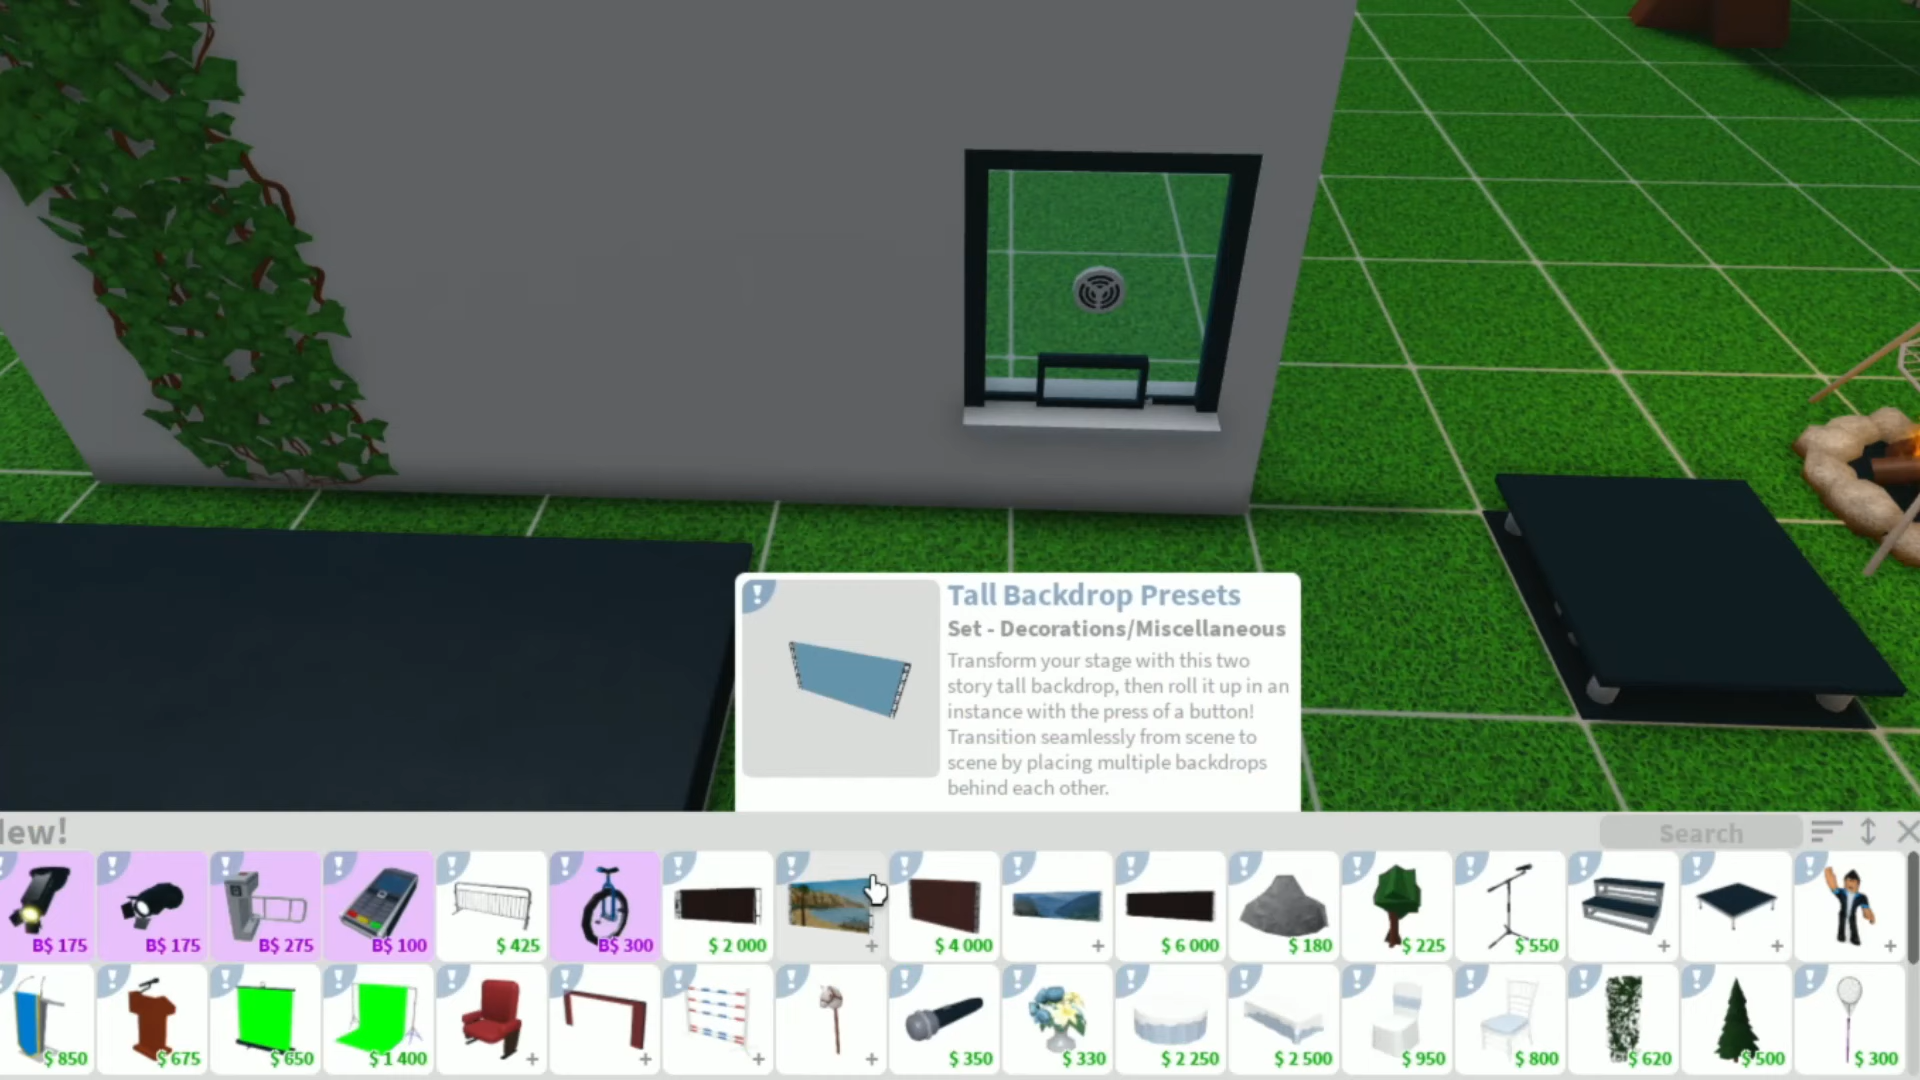 Tall Backdrop Presets
Set - Decorations/Miscellaneous
Transform your stage with this two
story tall backdrop, then roll it up in an
instance with the press of a button!
Transition seamlessly from scene to
scene by placing multiple backdrops
behind each other.
New!
Search
B$ 175
B$ 175
B$ 275
B$ 100
$ 425
B$ 300
$ 2 000
$ 4 000
$ 6 000
$ 180
$ 225
$ 550
$ 850
$ 675
$ 650
$ 1 400
$ 350
$ 330
$ 2 250
$ 2 500
$ 950
$ 800
$ 620
$ 500
$ 300